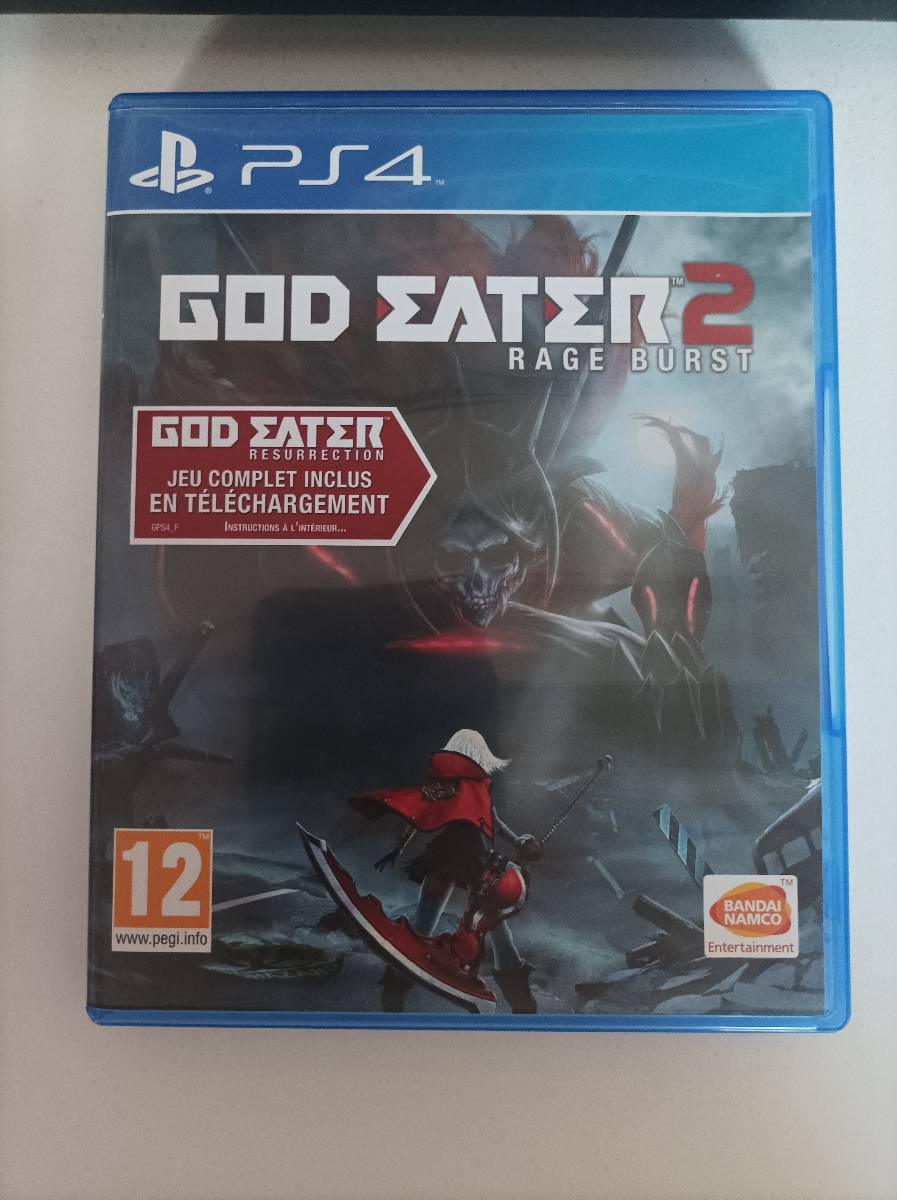 PS4
GOD EATER 2
RAGE BURST
GOD EATER
RESURRECTION
JEU COMPLET INCLUS
EN TÉLÉCHARGEMENT
GPS4_F INSTRUCTIONS À L'INTÉRIEUR...
12
www.pegi.info
BANDAI
NAMCO
Entertainment